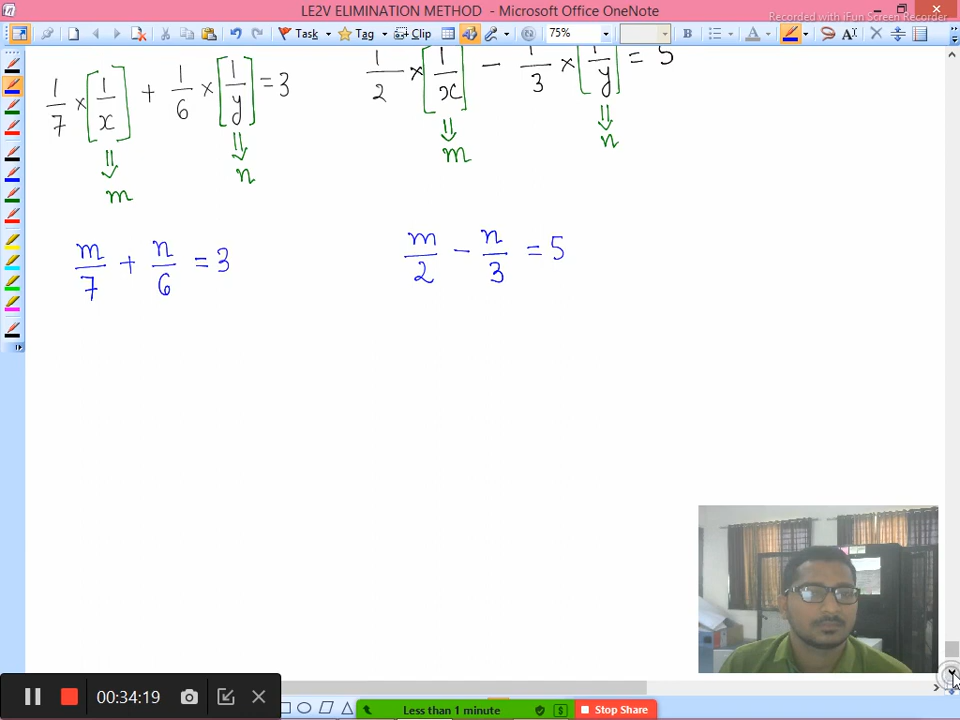 LE2V ELIMINATION METHOD - Microsoft Office OneNote
Recorded with iFun Screen Recorder
Task Tag Clip 75% B A
1/7 × [1/x] + 1/6 × [1/y] = 3
1/2 × [1/x] - 1/3 × [1/y] = 5
⇓ ⇓ ⇓ ⇓
m n m n
m/7 + n/6 = 3
m/2 - n/3 = 5
00:34:19
Less than 1 minute
Stop Share